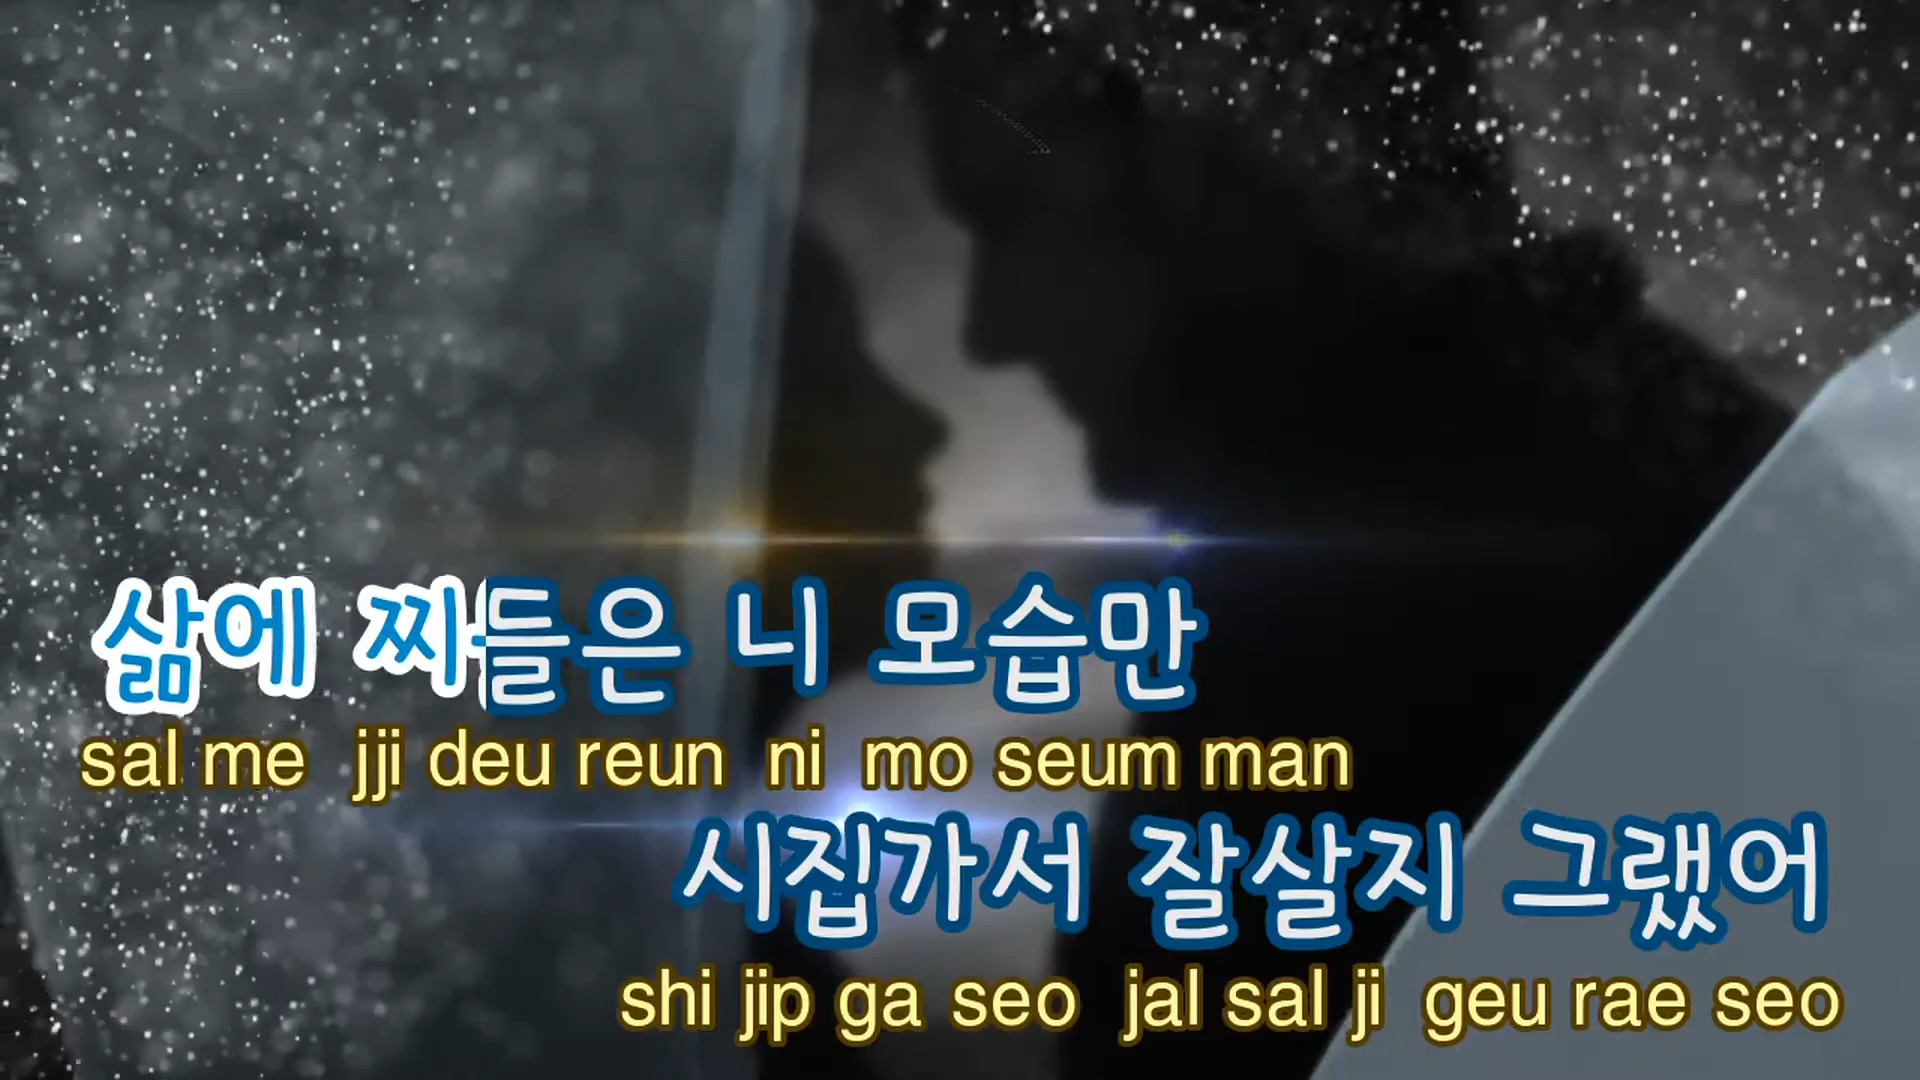 삶에 찌들은 니 모습만
sal me jji deu reun ni mo seum man
시집가서 잘살지 그랬어
shi jip ga seo jal sal ji geu rae seo